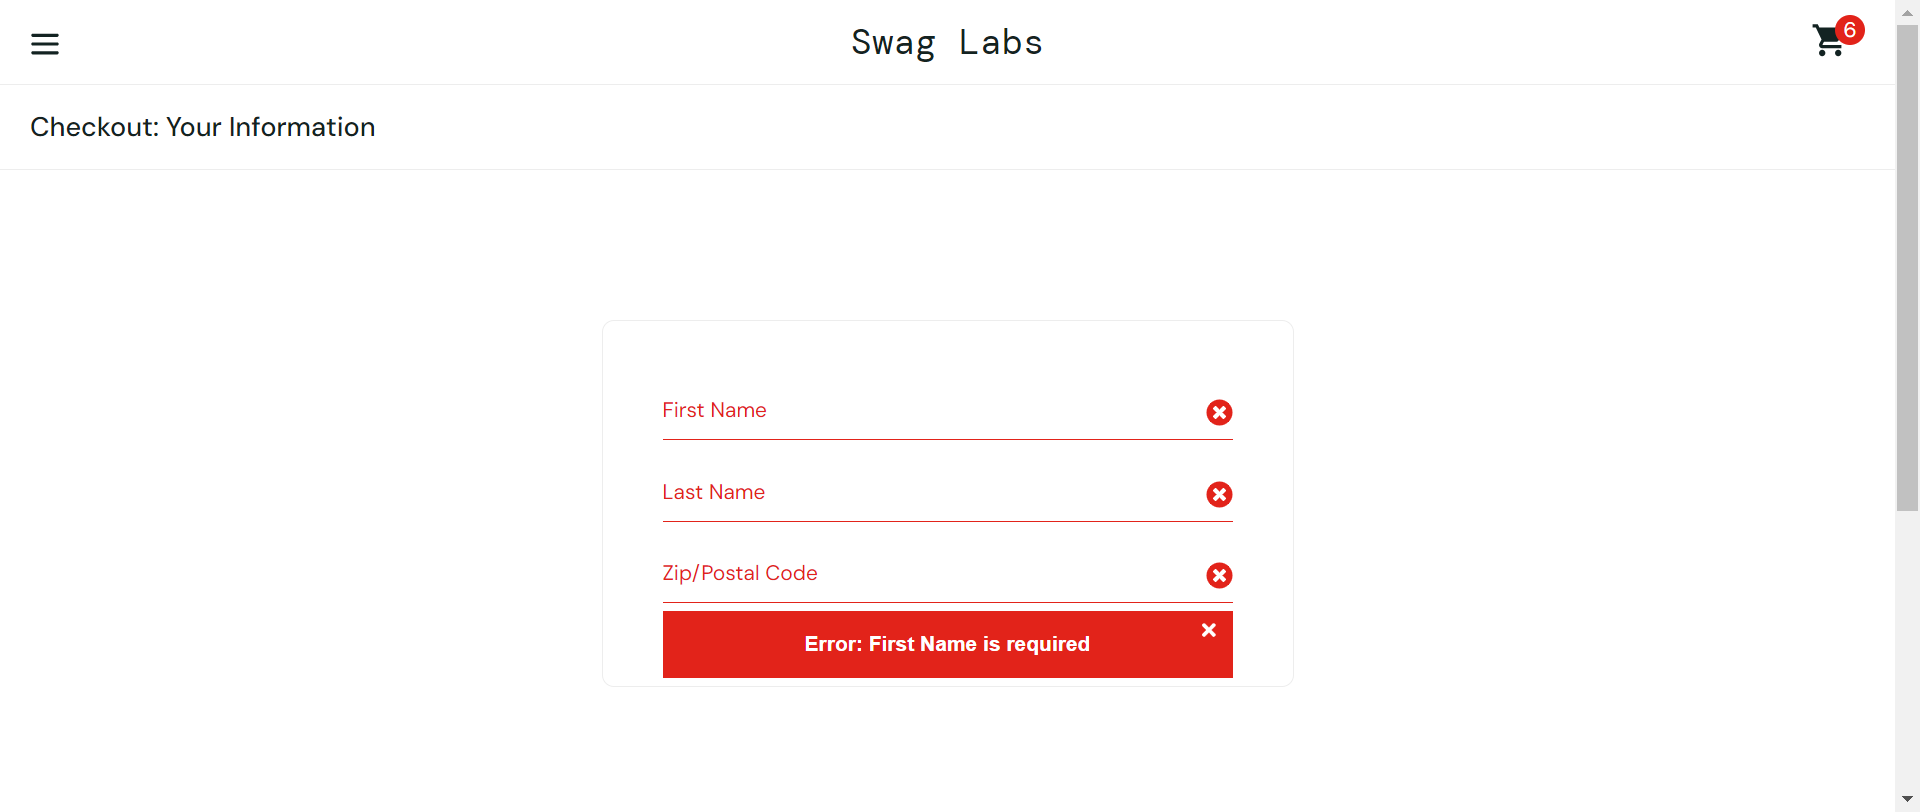 Swag Labs
6
Checkout: Your Information
First Name
Last Name
Zip/Postal Code
Error: First Name is required